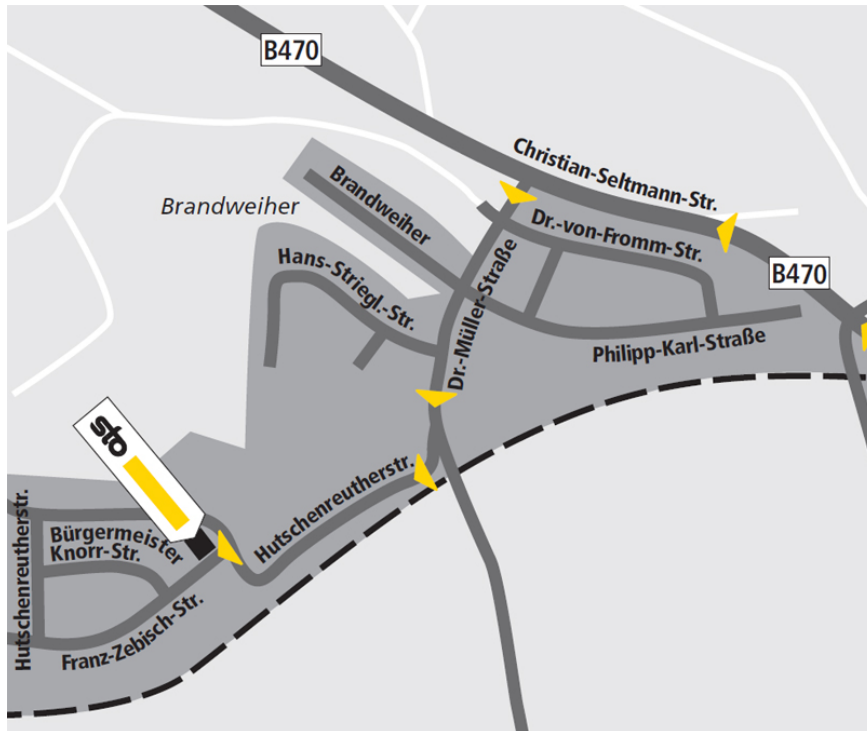 B470
Christian-Seltmann-Str.
Brandweiher
Brandweiher
Dr.-von-Fromm-Str.
Hans-Striegl.-Str.
B470
Dr.-Müller-Straße
Philipp-Karl-Straße
sto
Hutschenreutherstr.
Hutschenreutherstr.
Bürgermeister
Knorr-Str.
Franz-Zebisch-Str.